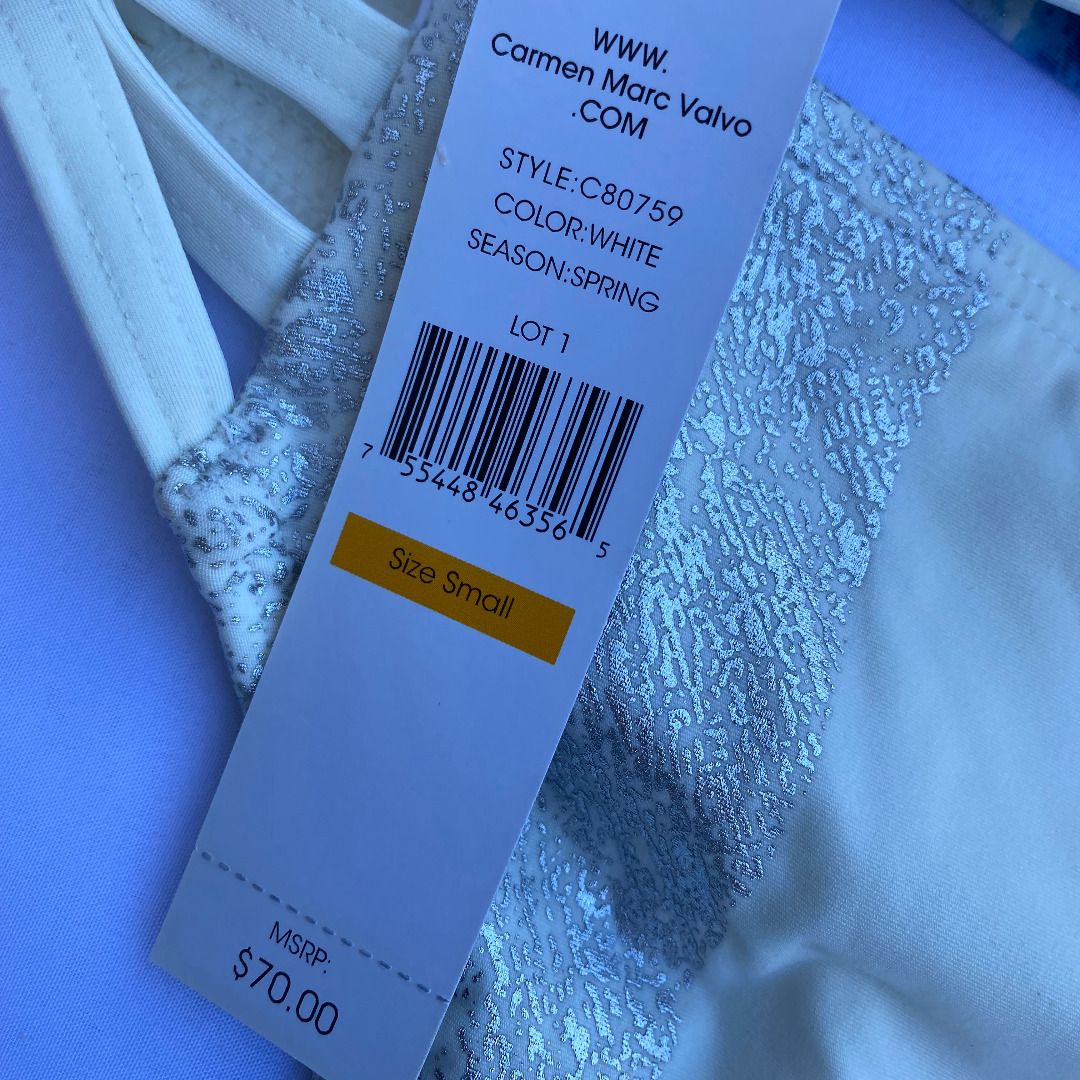 WWW.
Carmen Marc Valvo
.COM
STYLE:C80759
COLOR:WHITE
SEASON:SPRING
LOT 1
7 55448 46356 5
Size Small
MSRP:
$70.00